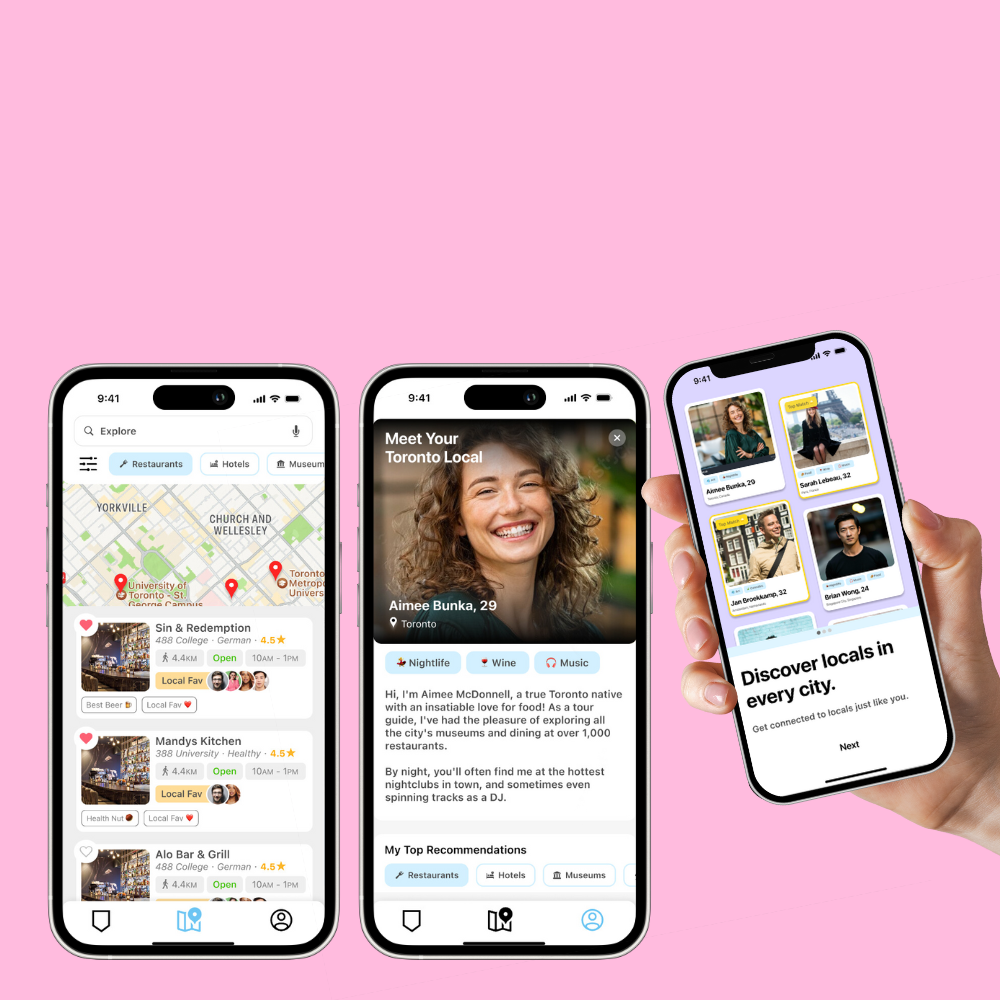 9:41
Explore
Restaurants
Hotels
Museum
YORKVILLE
CHURCH AND
WELLESLEY
University of
Toronto - St.
George Campus
Toronto
Metropo
Univers
Sin & Redemption
488 College · German · 4.5★
4.4KM
Open
10AM - 1PM
Local Fav
Best Beer 🍺
Local Fav ❤️
Mandys Kitchen
388 University · Healthy · 4.5★
4.4KM
Open
10AM - 1PM
Local Fav
Health Nut 🌰
Local Fav ❤️
Alo Bar & Grill
488 College · German · 4.5★
4.4KM
Open
10AM - 1PM
9:41
Meet Your
Toronto Local
Aimee Bunka, 29
Toronto
Nightlife
Wine
Music
Hi, I'm Aimee McDonnell, a true Toronto native
with an insatiable love for food! As a tour
guide, I've had the pleasure of exploring all
the city's museums and dining at over 1,000
restaurants.
By night, you'll often find me at the hottest
nightclubs in town, and sometimes even
spinning tracks as a DJ.
My Top Recommendations
Restaurants
Hotels
Museums
9:41
Aimee Bunka, 29
Top Match
Sarah Lebeau, 32
Top Match
Jan Broekkamp, 32
Brian Wong, 24
Discover locals in
every city.
Get connected to locals just like you.
Next